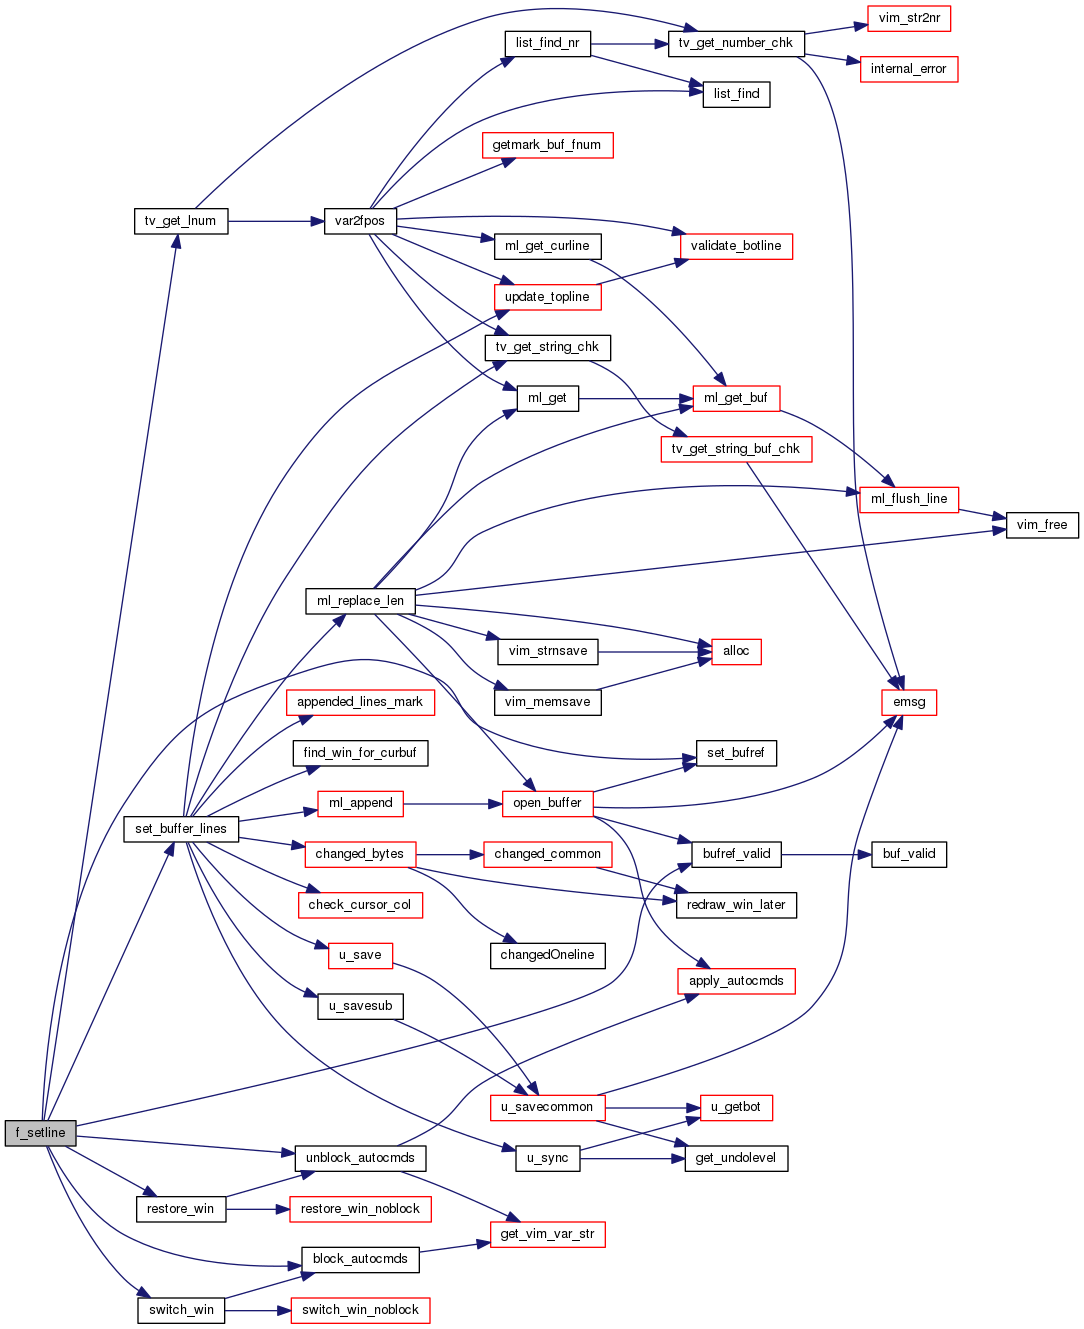 vim_str2nr
list_find_nr
tv_get_number_chk
internal_error
list_find
getmark_buf_fnum
tv_get_lnum
var2fpos
ml_get_curline
validate_botline
update_topline
tv_get_string_chk
ml_get
ml_get_buf
tv_get_string_buf_chk
ml_flush_line
vim_free
ml_replace_len
vim_strnsave
alloc
appended_lines_mark
vim_memsave
emsg
find_win_for_curbuf
set_bufref
ml_append
open_buffer
set_buffer_lines
changed_bytes
changed_common
bufref_valid
buf_valid
check_cursor_col
redraw_win_later
u_save
changedOneline
apply_autocmds
u_savesub
u_savecommon
u_getbot
f_setline
unblock_autocmds
u_sync
get_undolevel
restore_win
restore_win_noblock
get_vim_var_str
block_autocmds
switch_win
switch_win_noblock